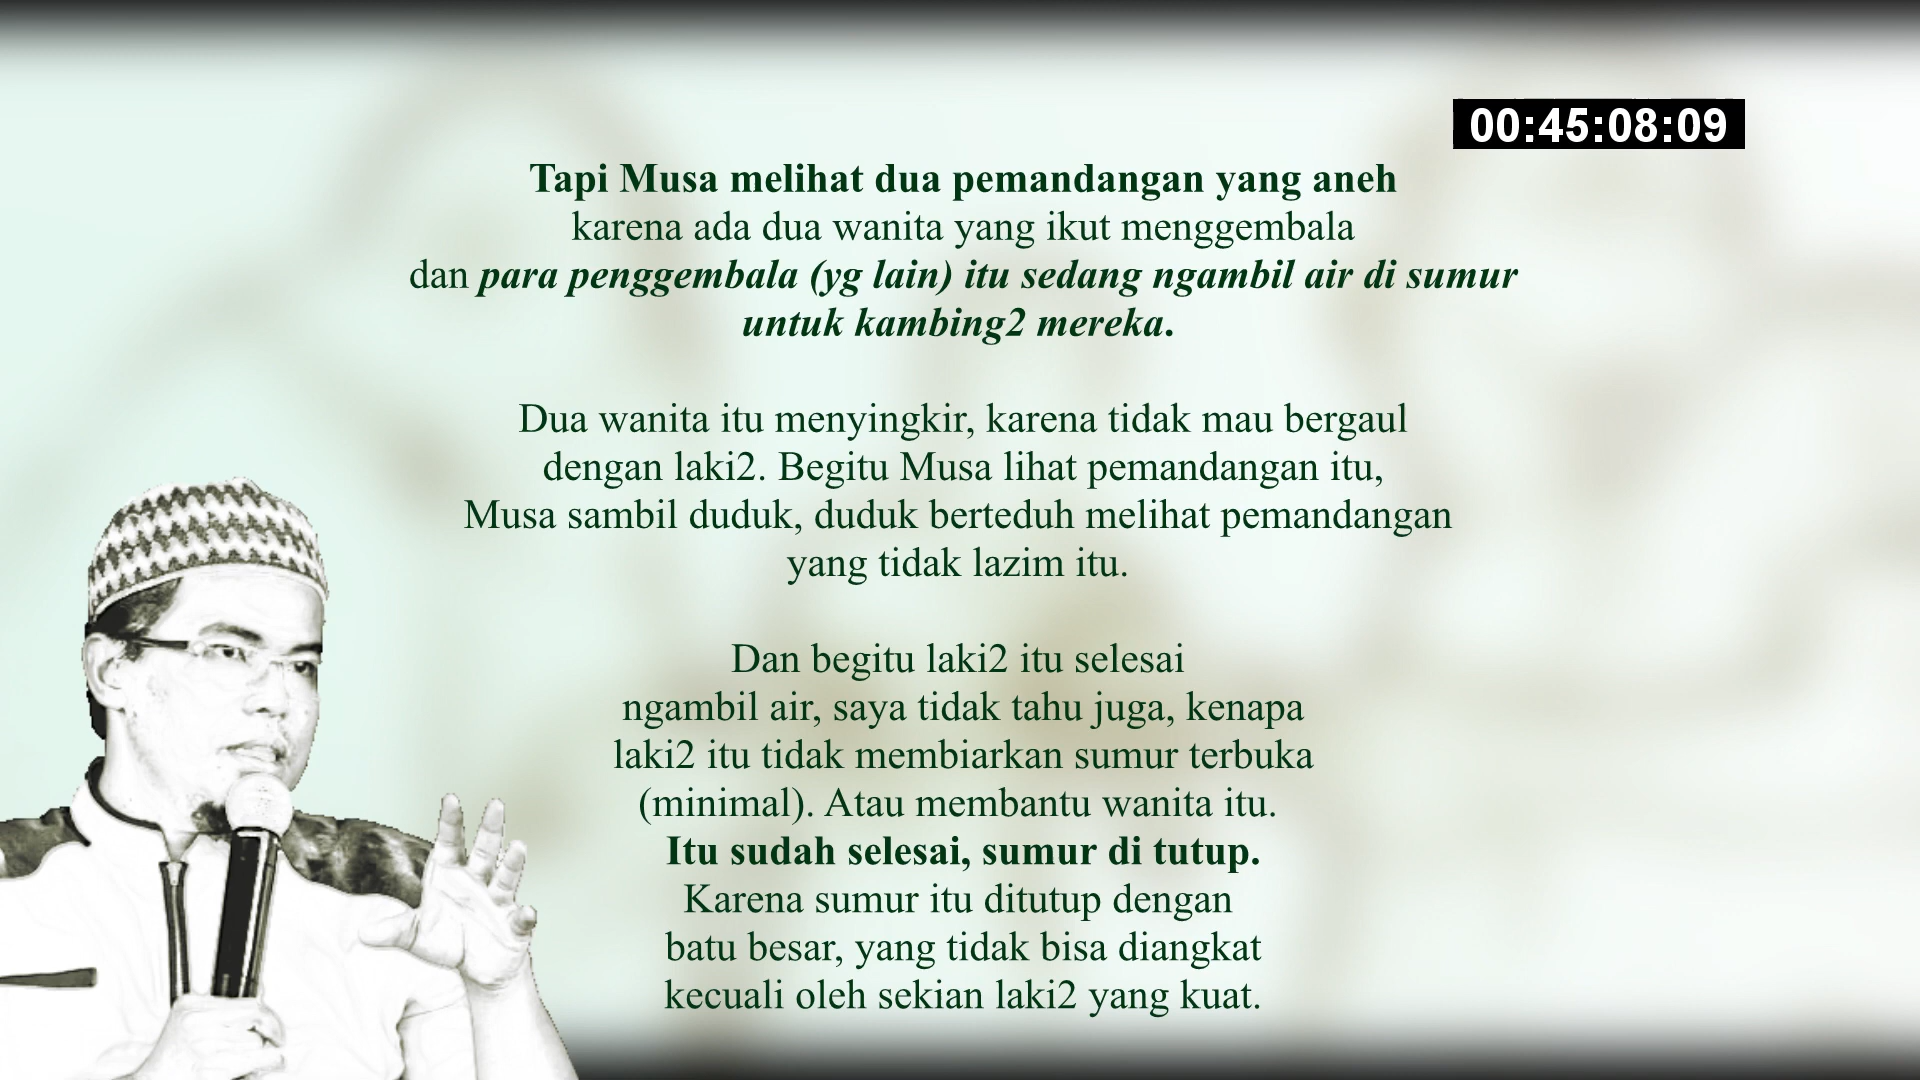 00:45:08:09
Tapi Musa melihat dua pemandangan yang aneh
karena ada dua wanita yang ikut menggembala
dan para penggembala (yg lain) itu sedang ngambil air di sumur
untuk kambing2 mereka.
Dua wanita itu menyingkir, karena tidak mau bergaul
dengan laki2. Begitu Musa lihat pemandangan itu,
Musa sambil duduk, duduk berteduh melihat pemandangan
yang tidak lazim itu.
Dan begitu laki2 itu selesai
ngambil air, saya tidak tahu juga, kenapa
laki2 itu tidak membiarkan sumur terbuka
(minimal). Atau membantu wanita itu.
Itu sudah selesai, sumur di tutup.
Karena sumur itu ditutup dengan
batu besar, yang tidak bisa diangkat
kecuali oleh sekian laki2 yang kuat.